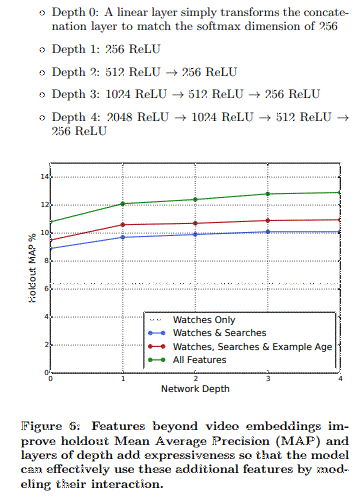 ◦ Depth 0: A linear layer simply transforms the concate-
nation layer to match the softmax dimension of 256
◦ Depth 1: 256 ReLU
◦ Depth 2: 512 ReLU → 256 ReLU
◦ Depth 3: 1024 ReLU → 512 ReLU → 256 ReLU
◦ Depth 4: 2048 ReLU → 1024 ReLU → 512 ReLU →
256 ReLU
14
12
10
8
6
4
2
0
Holdout MAP %
Watches Only
Watches & Searches
Watches, Searches & Example Age
All Features
0 1 2 3 4
Network Depth
Figure 6: Features beyond video embeddings im-
prove holdout Mean Average Precision (MAP) and
layers of depth add expressiveness so that the model
can effectively use these additional features by mod-
eling their interaction.